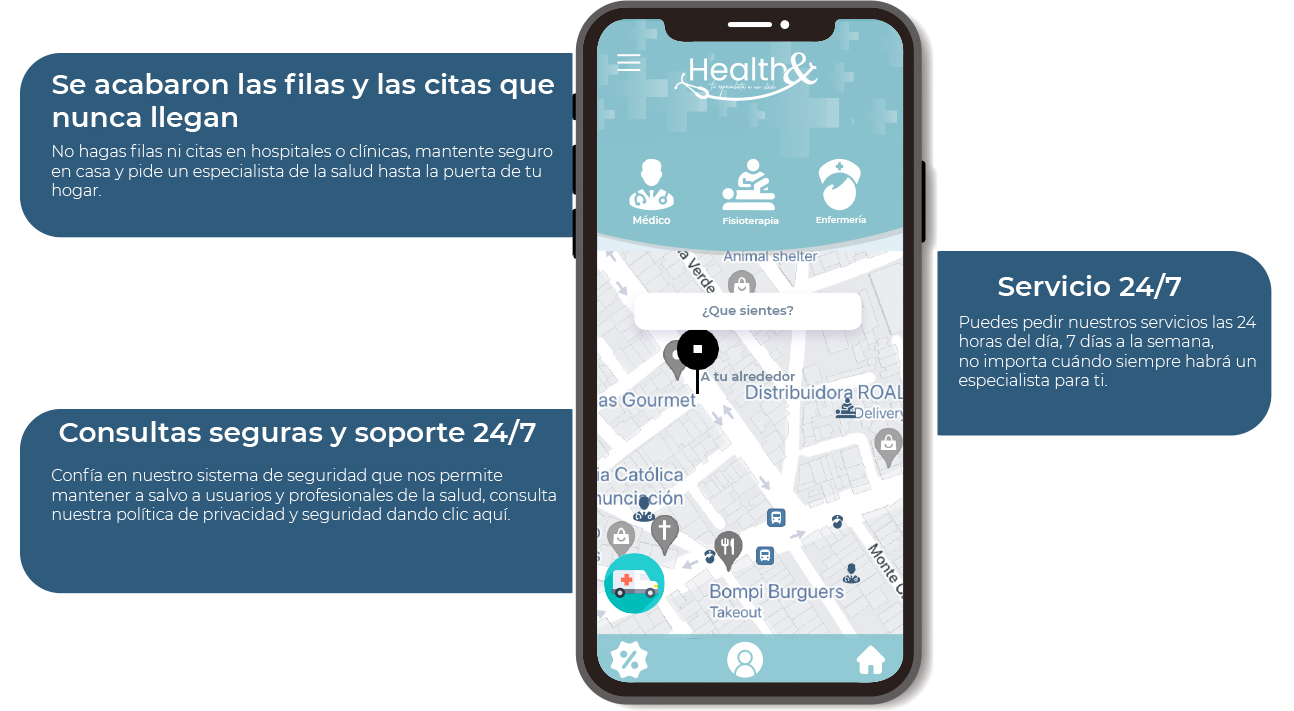 Se acabaron las filas y las citas que
nunca llegan
No hagas filas ni citas en hospitales o clínicas, mantente seguro
en casa y pide un especialista de la salud hasta la puerta de tu
hogar.
Consultas seguras y soporte 24/7
Confía en nuestro sistema de seguridad que nos permite
mantener a salvo a usuarios y profesionales de la salud, consulta
nuestra política de privacidad y seguridad dando clic aquí.
Health&
tu especialista a un click
Médico
Fisioterapia
Enfermería
Animal shelter
a Verde
¿Que sientes?
A tu alrededor
Distribuidora ROAL
as Gourmet
Delivery
ia Católica
nunciación
Monte C
Bompi Burguers
Takeout
Servicio 24/7
Puedes pedir nuestros servicios las 24
horas del día, 7 días a la semana,
no importa cuándo siempre habrá un
especialista para ti.